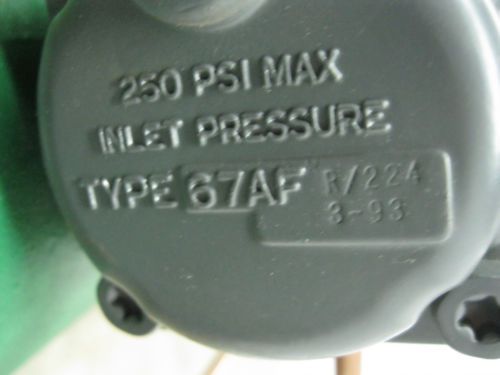 250 PSI MAX
INLET PRESSURE
TYPE 67AF R/224
3-93